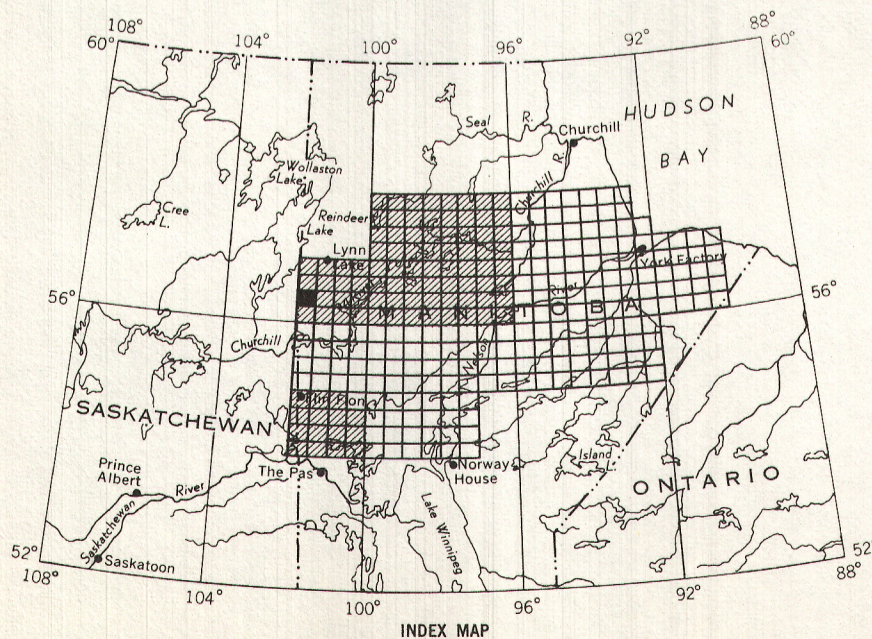 108°
104°
100°
96°
92°
88°
60°
60°
HUDSON
BAY
Seal R.
Churchill
Churchill R.
Wollaston
Lake
Cree
L.
Reindeer
Lake
Lynn
Lake
York Factory
River
56°
56°
MANITOBA
Churchill
Nelson
Flin Flon
SASKATCHEWAN
Prince
Albert
River
The Pas
Norway
House
Island
L.
ONTARIO
Saskatchewan
Saskatoon
Lake Winnipeg
52°
52°
108°
104°
100°
96°
92°
88°
INDEX MAP